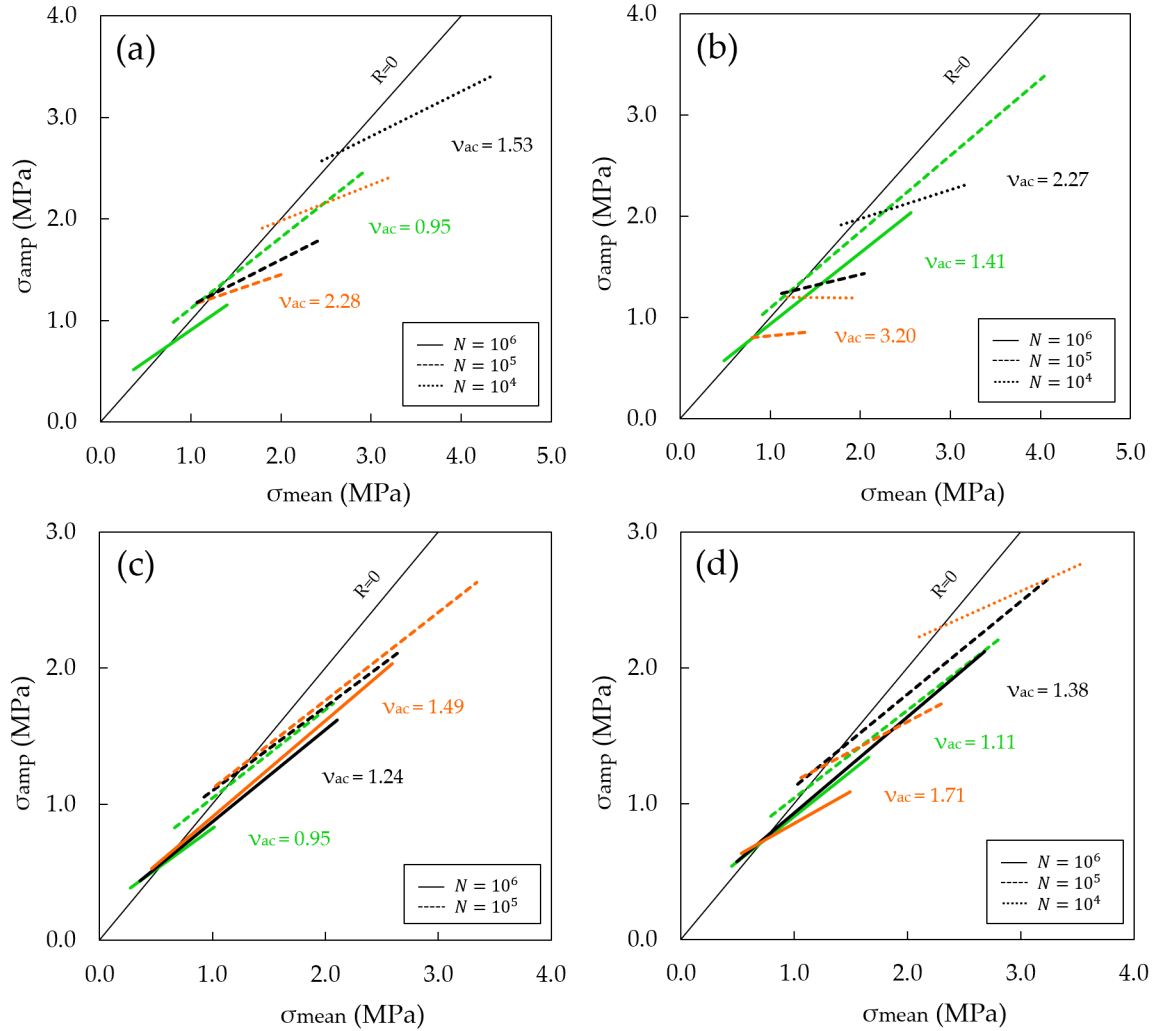 (a)
4.0
3.0
2.0
1.0
0.0
σamp (MPa)
R=0
νac = 1.53
νac = 0.95
νac = 2.28
N = 10⁶
N = 10⁵
N = 10⁴
0.0 1.0 2.0 3.0 4.0 5.0
σmean (MPa)
(b)
4.0
3.0
2.0
1.0
0.0
σamp (MPa)
R=0
νac = 2.27
νac = 1.41
νac = 3.20
N = 10⁶
N = 10⁵
N = 10⁴
0.0 1.0 2.0 3.0 4.0 5.0
σmean (MPa)
(c)
3.0
2.0
1.0
0.0
σamp (MPa)
R=0
νac = 1.49
νac = 1.24
νac = 0.95
N = 10⁶
N = 10⁵
0.0 1.0 2.0 3.0 4.0
σmean (MPa)
(d)
3.0
2.0
1.0
0.0
σamp (MPa)
R=0
νac = 1.38
νac = 1.11
νac = 1.71
N = 10⁶
N = 10⁵
N = 10⁴
0.0 1.0 2.0 3.0 4.0
σmean (MPa)